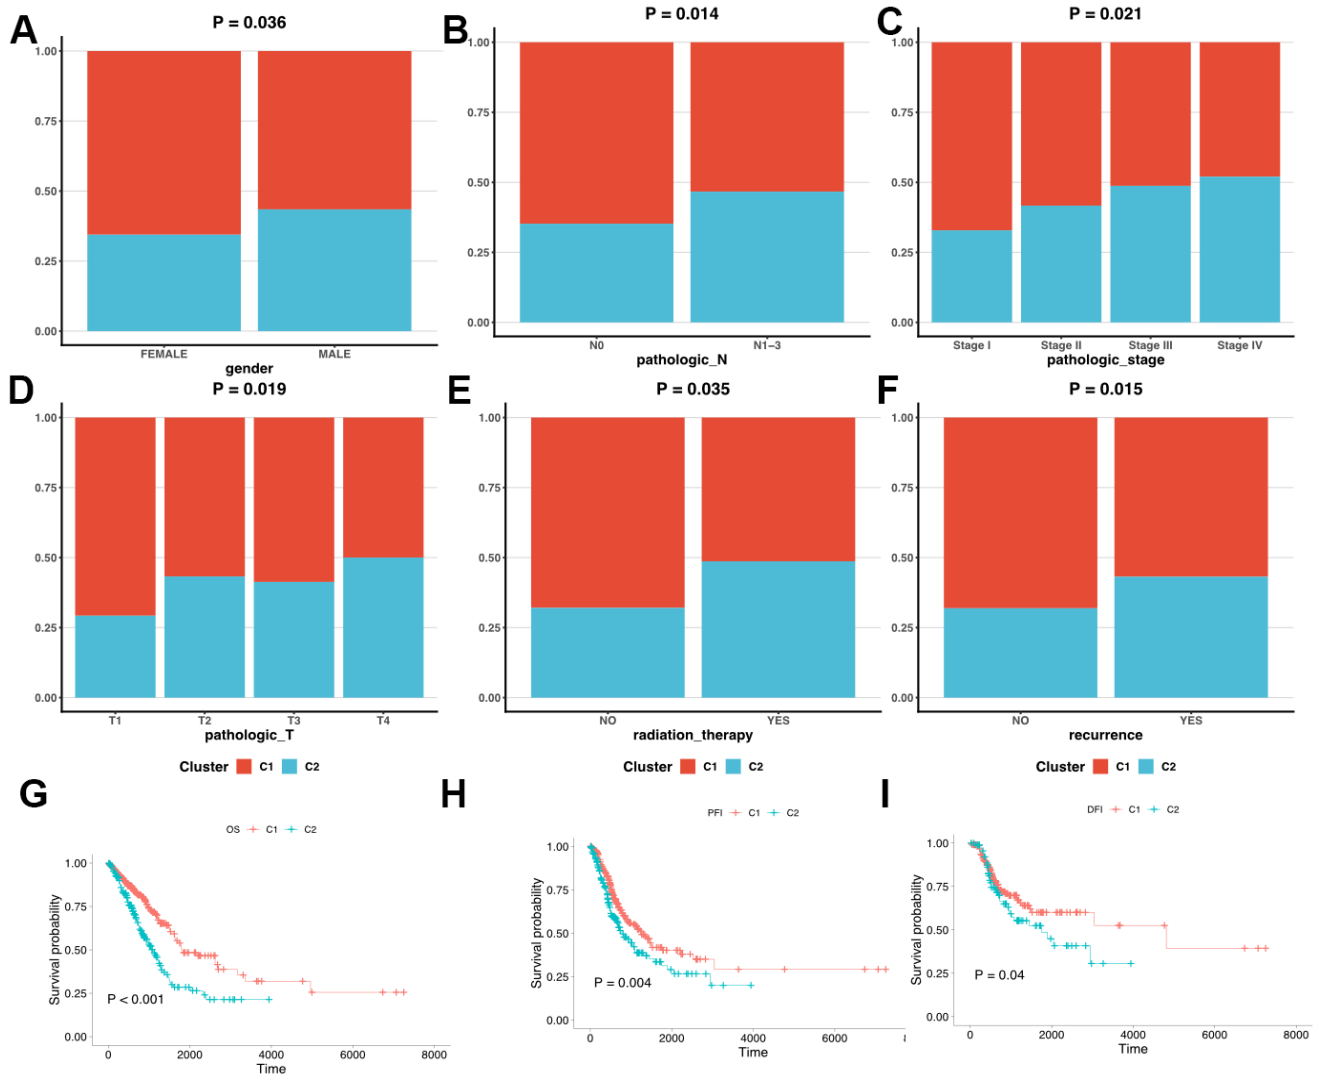 A
P = 0.036
1.00
0.75
0.50
0.25
0.00
FEMALE
MALE
gender
B
P = 0.014
1.00
0.75
0.50
0.25
0.00
N0
N1–3
pathologic_N
C
P = 0.021
1.00
0.75
0.50
0.25
0.00
Stage I
Stage II
Stage III
Stage IV
pathologic_stage
D
P = 0.019
1.00
0.75
0.50
0.25
0.00
T1
T2
T3
T4
pathologic_T
Cluster C1 C2
E
P = 0.035
1.00
0.75
0.50
0.25
0.00
NO
YES
radiation_therapy
Cluster C1 C2
F
P = 0.015
1.00
0.75
0.50
0.25
0.00
NO
YES
recurrence
Cluster C1 C2
G
OS C1 C2
Survival probability
1.00
0.75
0.50
0.25
0.00
P < 0.001
0
2000
4000
6000
8000
Time
H
PFI C1 C2
Survival probability
1.00
0.75
0.50
0.25
0.00
P = 0.004
0
2000
4000
6000
Time
I
DFI C1 C2
Survival probability
1.00
0.75
0.50
0.25
0.00
P = 0.04
0
2000
4000
6000
8000
Time